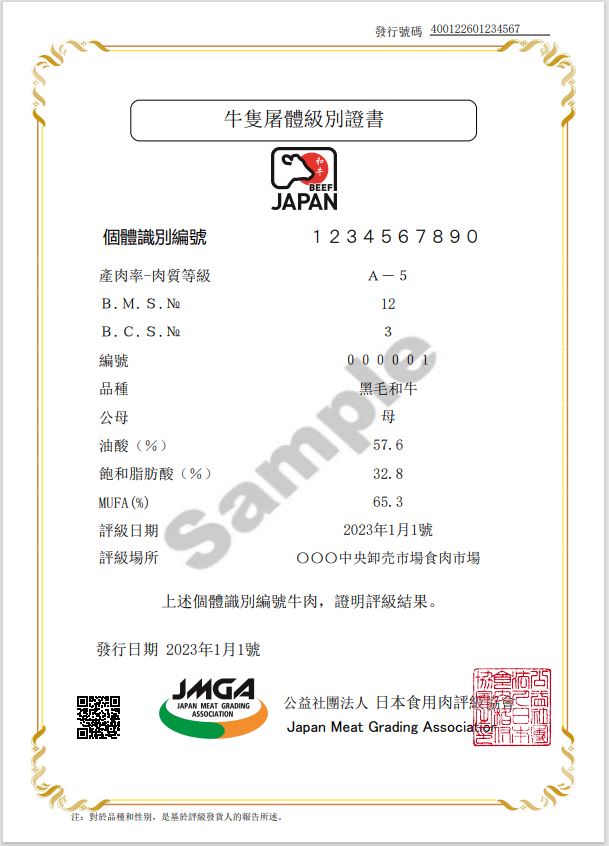 發行號碼 400122601234567
牛隻屠體級別證書
和牛
BEEF
JAPAN
個體識別編號 1234567890
產肉率-肉質等級 A－5
B.M.S.№ 12
B.C.S.№ 3
編號 000001
品種 黑毛和牛
公母 母
油酸（%） 57.6
飽和脂肪酸（%） 32.8
MUFA(%) 65.3
評級日期 2023年1月1號
評級場所 〇〇〇中央卸売市場食肉市場
Sample
上述個體識別編號牛肉，證明評級結果。
發行日期 2023年1月1號
JMGA
JAPAN MEAT GRADING
ASSOCIATION
公益社團法人 日本食用肉評級協會
Japan Meat Grading Association
注：對於品種和性別，是基於評級發貨人的報告所述。